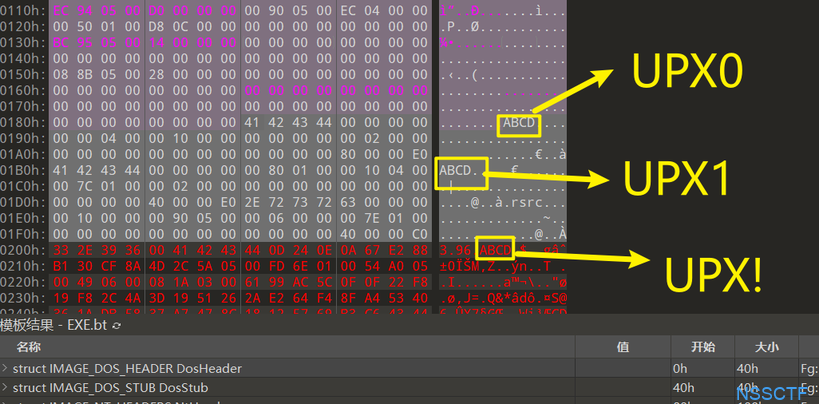 0110h: EC 94 05 00 D0 00 00 00 00 90 05 00 EC 04 00 00 UPX0
0120h: 00 50 01 00 D8 0C 00 00 00 00 00 00 00 00 00 00
0130h: BC 95 05 00 14 00 00 00 00 00 00 00 00 00 00 00
0140h: 00 00 00 00 00 00 00 00 00 00 00 00 00 00 00 00
0150h: 08 8B 05 00 28 00 00 00 00 00 00 00 00 00 00 00
0160h: 00 00 00 00 00 00 00 00 00 00 00 00 00 00 00 00
0170h: 00 00 00 00 00 00 00 00 00 00 00 00 00 00 00 00
0180h: 00 00 00 00 00 00 00 00 41 42 43 44 00 00 00 00 ABCD
0190h: 00 00 04 00 00 10 00 00 00 00 00 00 00 02 00 00 UPX1
01A0h: 00 00 00 00 00 00 00 00 00 00 00 00 80 00 00 E0
01B0h: 41 42 43 44 00 00 00 00 00 80 01 00 00 10 04 00 ABCD
01C0h: 00 7C 01 00 00 02 00 00 00 00 00 00 00 00 00 00
01D0h: 00 00 00 00 40 00 00 E0 2E 72 73 72 63 00 00 00 ...@..à.rsrc...
01E0h: 00 10 00 00 00 90 05 00 00 06 00 00 00 7E 01 00
01F0h: 00 00 00 00 00 00 00 00 00 00 00 00 40 00 00 C0
0200h: 33 2E 39 36 00 41 42 43 44 0D 24 0E 0A 67 E2 88 3.96.ABCD UPX!
0210h: B1 30 CF 8A 4D 2C 5A 05 00 FD 6E 01 00 54 A0 05
0220h: 00 49 06 00 08 1A 03 00 61 99 AC 5C 0F 0F 22 F8
0230h: 19 F8 2C 4A 3D 19 51 26 2A E2 64 F4 8F A4 53 40
模板结果 - EXE.bt
名称 值 开始 大小
struct IMAGE_DOS_HEADER DosHeader 0h 40h Fg:
struct IMAGE_DOS_STUB DosStub 40h 40h Fg:
NSSCTF